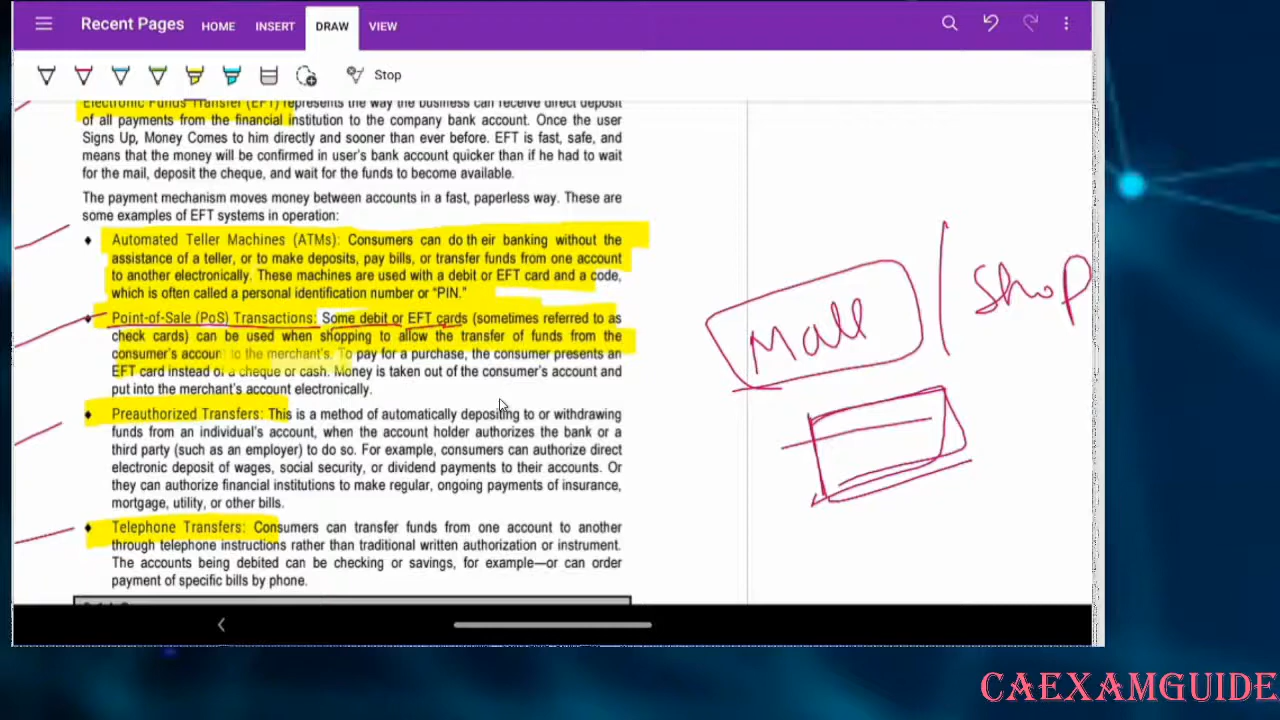 Recent Pages HOME INSERT DRAW VIEW
Stop
Electronic Funds Transfer (EFT) represents the way the business can receive direct deposit
of all payments from the financial institution to the company bank account. Once the user
Signs Up, Money Comes to him directly and sooner than ever before. EFT is fast, safe, and
means that the money will be confirmed in user's bank account quicker than if he had to wait
for the mail, deposit the cheque, and wait for the funds to become available.
The payment mechanism moves money between accounts in a fast, paperless way. These are
some examples of EFT systems in operation:
♦ Automated Teller Machines (ATMs): Consumers can do th eir banking without the
assistance of a teller, or to make deposits, pay bills, or transfer funds from one account
to another electronically. These machines are used with a debit or EFT card and a code,
which is often called a personal identification number or "PIN."
♦ Point-of-Sale (PoS) Transactions: Some debit or EFT cards (sometimes referred to as
check cards) can be used when shopping to allow the transfer of funds from the
consumer's account to the merchant's. To pay for a purchase, the consumer presents an
EFT card instead of a cheque or cash. Money is taken out of the consumer's account and
put into the merchant's account electronically.
♦ Preauthorized Transfers: This is a method of automatically depositing to or withdrawing
funds from an individual's account, when the account holder authorizes the bank or a
third party (such as an employer) to do so. For example, consumers can authorize direct
electronic deposit of wages, social security, or dividend payments to their accounts. Or
they can authorize financial institutions to make regular, ongoing payments of insurance,
mortgage, utility, or other bills.
♦ Telephone Transfers: Consumers can transfer funds from one account to another
through telephone instructions rather than traditional written authorization or instrument.
The accounts being debited can be checking or savings, for example—or can order
payment of specific bills by phone.
Mall / Shop
CAEXAMGUIDE